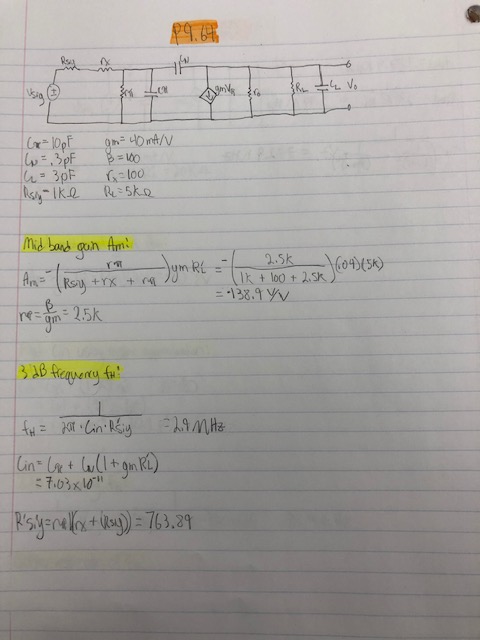 P9.64
Rsig rx Cμ
Vsig rπ Cπ gmVπ ro RL CL Vo
Cπ = 10pF gm = 40 mA/V
Cμ = .3pF β = 100
CL = 3pF rx = 100
Rsig = 1KΩ RL = 5KΩ
Mid band gain Am:
Am = -(rπ / Rsig + rx + rπ) gm RL' = -(2.5K / 1K + 100 + 2.5K)(.04)(5K)
= -138.9 V/V
rπ = β/gm = 2.5K
3 dB frequency fH:
fH = 1 / 2π · Cin · R'sig = 2.9 MHz
Cin = Cπ + Cμ(1 + gm RL')
= 7.03 x 10^-11
R'sig = rπ||(rx + (Rsig)) = 763.89